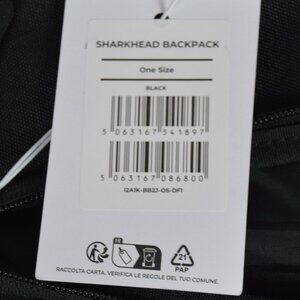 SHARKHEAD BACKPACK
One Size
BLACK
5 063167 541897
5 063167 086800
12A1K-BB2J-OS-DF1
FR
21
PAP
RACCOLTA CARTA. VERIFICA LE REGOLE DEL TUO COMUNE.